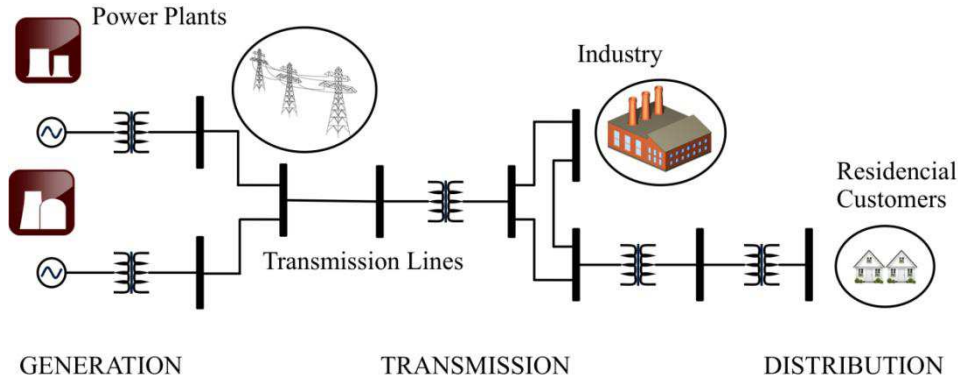 Power Plants
Industry
Residencial
Customers
Transmission Lines
GENERATION
TRANSMISSION
DISTRIBUTION